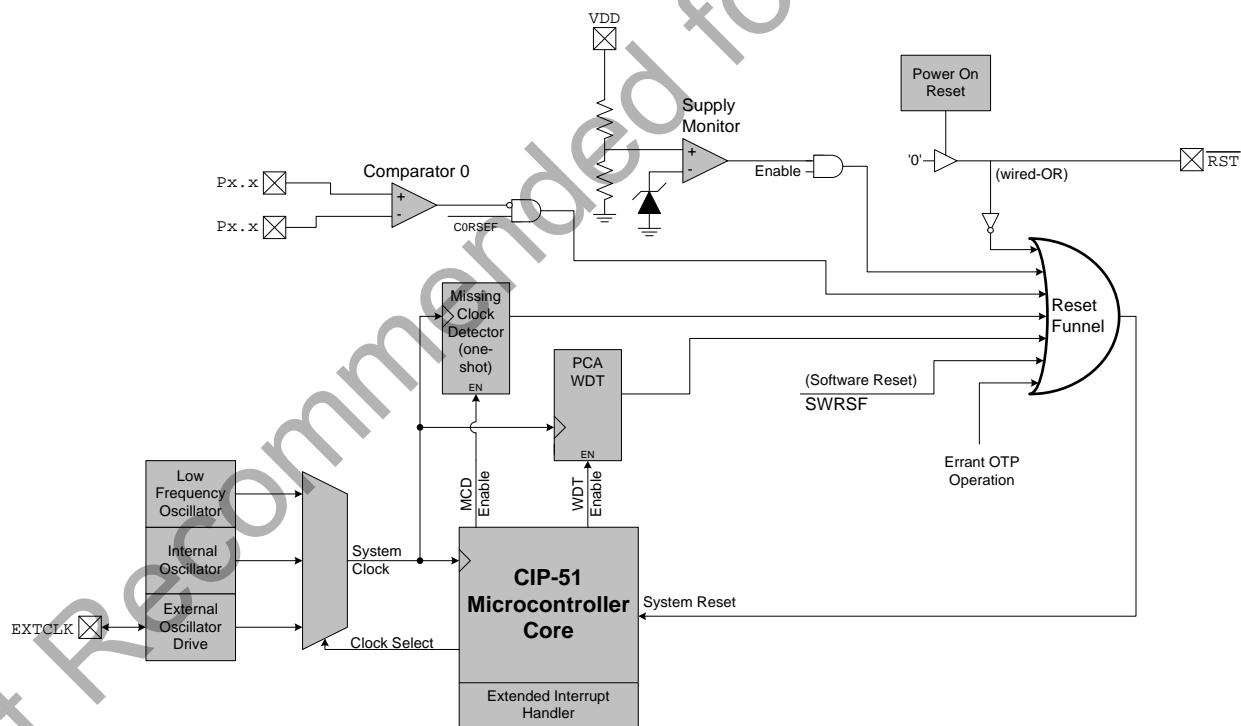 VDD
Power On
Reset
Supply
Monitor
+
-
Enable
'0'
RST
(wired-OR)
Comparator 0
Px.x
+
Px.x
-
C0RSEF
Missing
Clock
Detector
(one-
shot)
EN
PCA
WDT
EN
Reset
Funnel
(Software Reset)
SWRSF
Errant OTP
Operation
MCD
Enable
WDT
Enable
Low
Frequency
Oscillator
Internal
Oscillator
External
Oscillator
Drive
EXTCLK
System
Clock
Clock Select
CIP-51
Microcontroller
Core
System Reset
Extended Interrupt
Handler
t Recommended fo